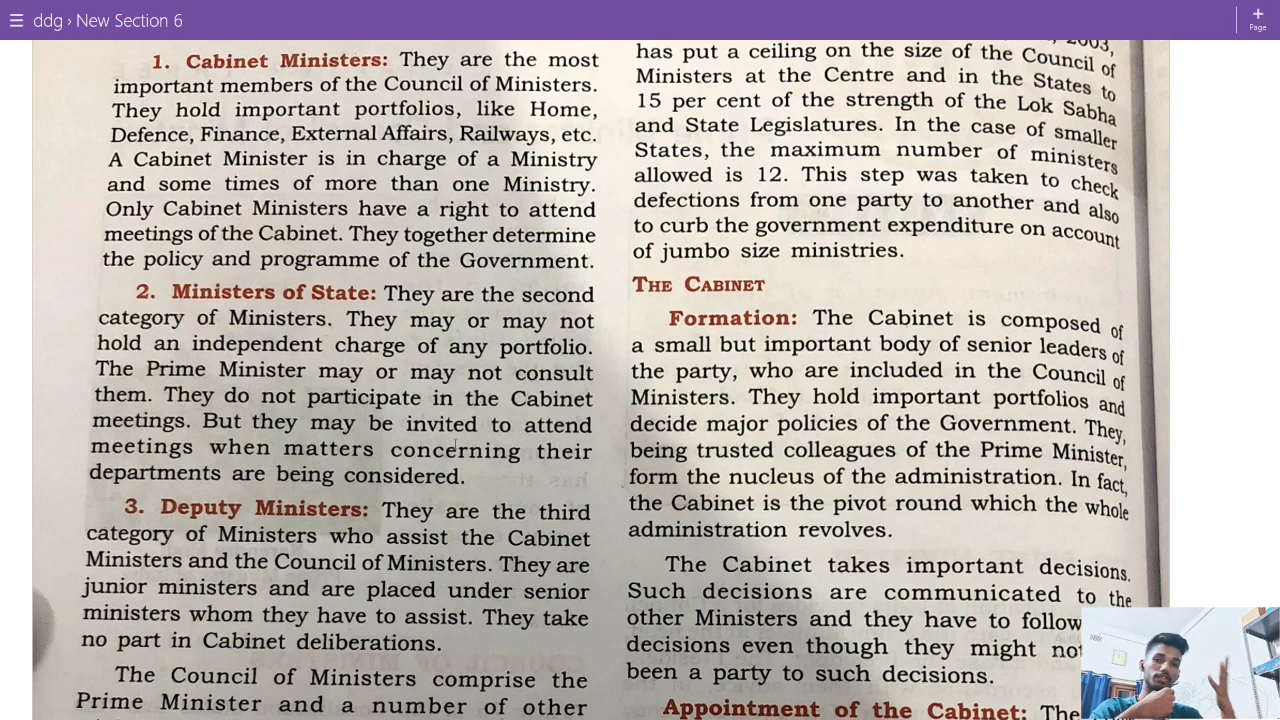 ddg › New Section 6
Page
1. Cabinet Ministers: They are the most
important members of the Council of Ministers.
They hold important portfolios, like Home,
Defence, Finance, External Affairs, Railways, etc.
A Cabinet Minister is in charge of a Ministry
and some times of more than one Ministry.
Only Cabinet Ministers have a right to attend
meetings of the Cabinet. They together determine
the policy and programme of the Government.
2. Ministers of State: They are the second
category of Ministers. They may or may not
hold an independent charge of any portfolio.
The Prime Minister may or may not consult
them. They do not participate in the Cabinet
meetings. But they may be invited to attend
meetings when matters concerning their
departments are being considered.
3. Deputy Ministers: They are the third
category of Ministers who assist the Cabinet
Ministers and the Council of Ministers. They are
junior ministers and are placed under senior
ministers whom they have to assist. They take
no part in Cabinet deliberations.
The Council of Ministers comprise the
Prime Minister and a number of other
2003,
has put a ceiling on the size of the Council of
Ministers at the Centre and in the States to
15 per cent of the strength of the Lok Sabha
and State Legislatures. In the case of smaller
States, the maximum number of ministers
allowed is 12. This step was taken to check
defections from one party to another and also
to curb the government expenditure on account
of jumbo size ministries.
THE CABINET
Formation: The Cabinet is composed of
a small but important body of senior leaders of
the party, who are included in the Council of
Ministers. They hold important portfolios and
decide major policies of the Government. They,
being trusted colleagues of the Prime Minister,
form the nucleus of the administration. In fact,
the Cabinet is the pivot round which the whole
administration revolves.
The Cabinet takes important decisions.
Such decisions are communicated to the
other Ministers and they have to follow
decisions even though they might not
been a party to such decisions.
Appointment of the Cabinet: The